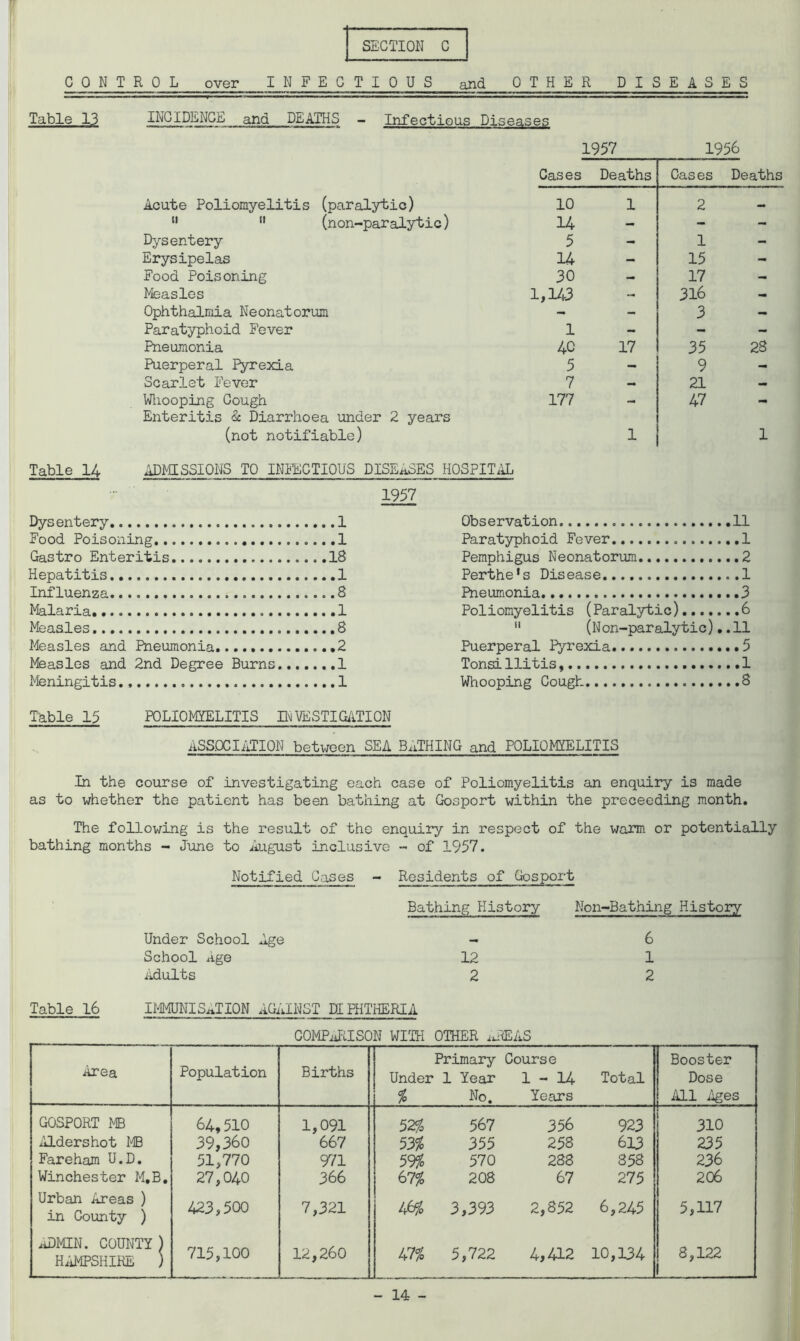 SECTION C
CONTROL over INFECTIOUS and OTHER DISEASES
Table 13 INCIDENCE and DEATHS - Infectious Diseases
1957 1956
Cases Deaths Cases Deaths
Acute Poliomyelitis (paralytic) 10 1 2 -
" " (non-paralytic) 14 - - -
Dysentery 5 - 1 -
Erysipelas 14 - 15 -
Food Poisoning 30 - 17 -
Measles 1,143 - 316 -
Ophthalmia Neonatorum - - 3 -
Paratyphoid Fever 1 - - -
Pneumonia 40 17 35 28
Puerperal Pyrexia 5 - 9 -
Scarlet Fever 7 - 21 -
Whooping Cough 177 - 47 -
Enteritis & Diarrhoea under 2 years
(not notifiable) 1 1
Table 14 ADMISSIONS TO INFECTIOUS DISEASES HOSPITAL
1957
Dysentery..........................1
Food Poisoning.....................1
Gastro Enteritis..................18
Hepatitis..........................1
Influenza..........................8
Malaria............................1
Measles............................8
Measles and Pneumonia..............2
Measles and 2nd Degree Burns.......1
Meningitis.........................1
Observation....................11
Paratyphoid Fever...............1
Pemphigus Neonatorum............2
Perthe's Disease................1
Pneumonia.......................3
Poliomyelitis (Paralytic).......6
" (Non-paralytic)..11
Puerperal Pyrexia...............5
Tonsillitis,....................1
Whooping Cough..................8
Table 15 POLIOMYELITIS INVESTIGATION
ASSOCIATION between SEA BATHING and POLIOMYELITIS
In the course of investigating each case of Poliomyelitis an enquiry is made
as to whether the patient has been bathing at Gosport within the preceeding month.
The following is the result of the enquiry in respect of the warm or potentially
bathing months - June to August inclusive - of 1957.
Notified Cases - Residents of Gosport
Bathing History Non-Bathing History
Under School Age - 6
School Age 12 1
Adults 2 2
Table 16 IMMUNISATION AGAINST DIPHTHERIA
COMPARISON WITH OTHER AREAS
Area Population Births Primary Course Booster
Under 1 Year 1 - 14 Total Dose
% No. Years All Ages
GOSPORT MB 64,510 1,091 52% 567 356 923 310
Aldershot MB 39,360 667 53% 355 258 613 235
Fareham U.D. 51,770 971 59% 570 288 858 236
Winchester M.B. 27,040 366 67% 208 67 275 206
Urban Areas )
in County ) 423,500 7,321 46% 3,393 2,852 6,245 5,117
ADMIN. COUNTY )
HAMPSHIRE ) 715,100 12,260 47% 5,722 4,412 10,134 8,122
- 14 -